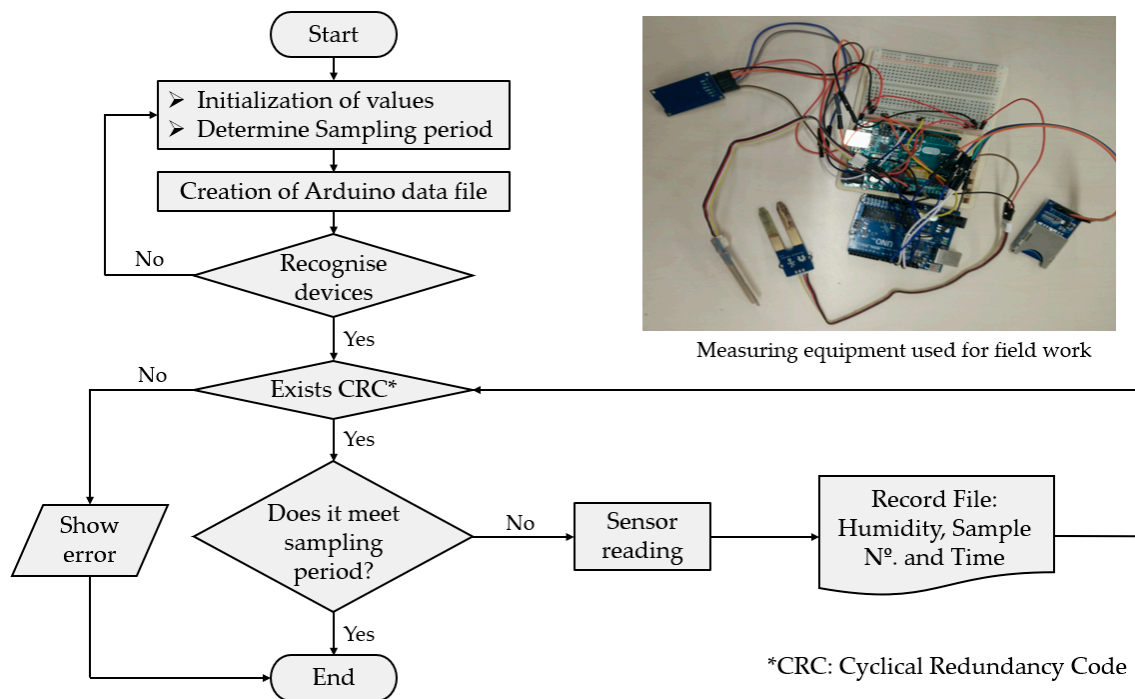 Start
➢ Initialization of values
➢ Determine Sampling period
Creation of Arduino data file
No
Recognise
devices
Yes
UNO
Measuring equipment used for field work
No
Exists CRC*
Yes
Show
error
Does it meet
sampling
period?
No
Sensor
reading
Record File:
Humidity, Sample
Nº. and Time
Yes
End
*CRC: Cyclical Redundancy Code